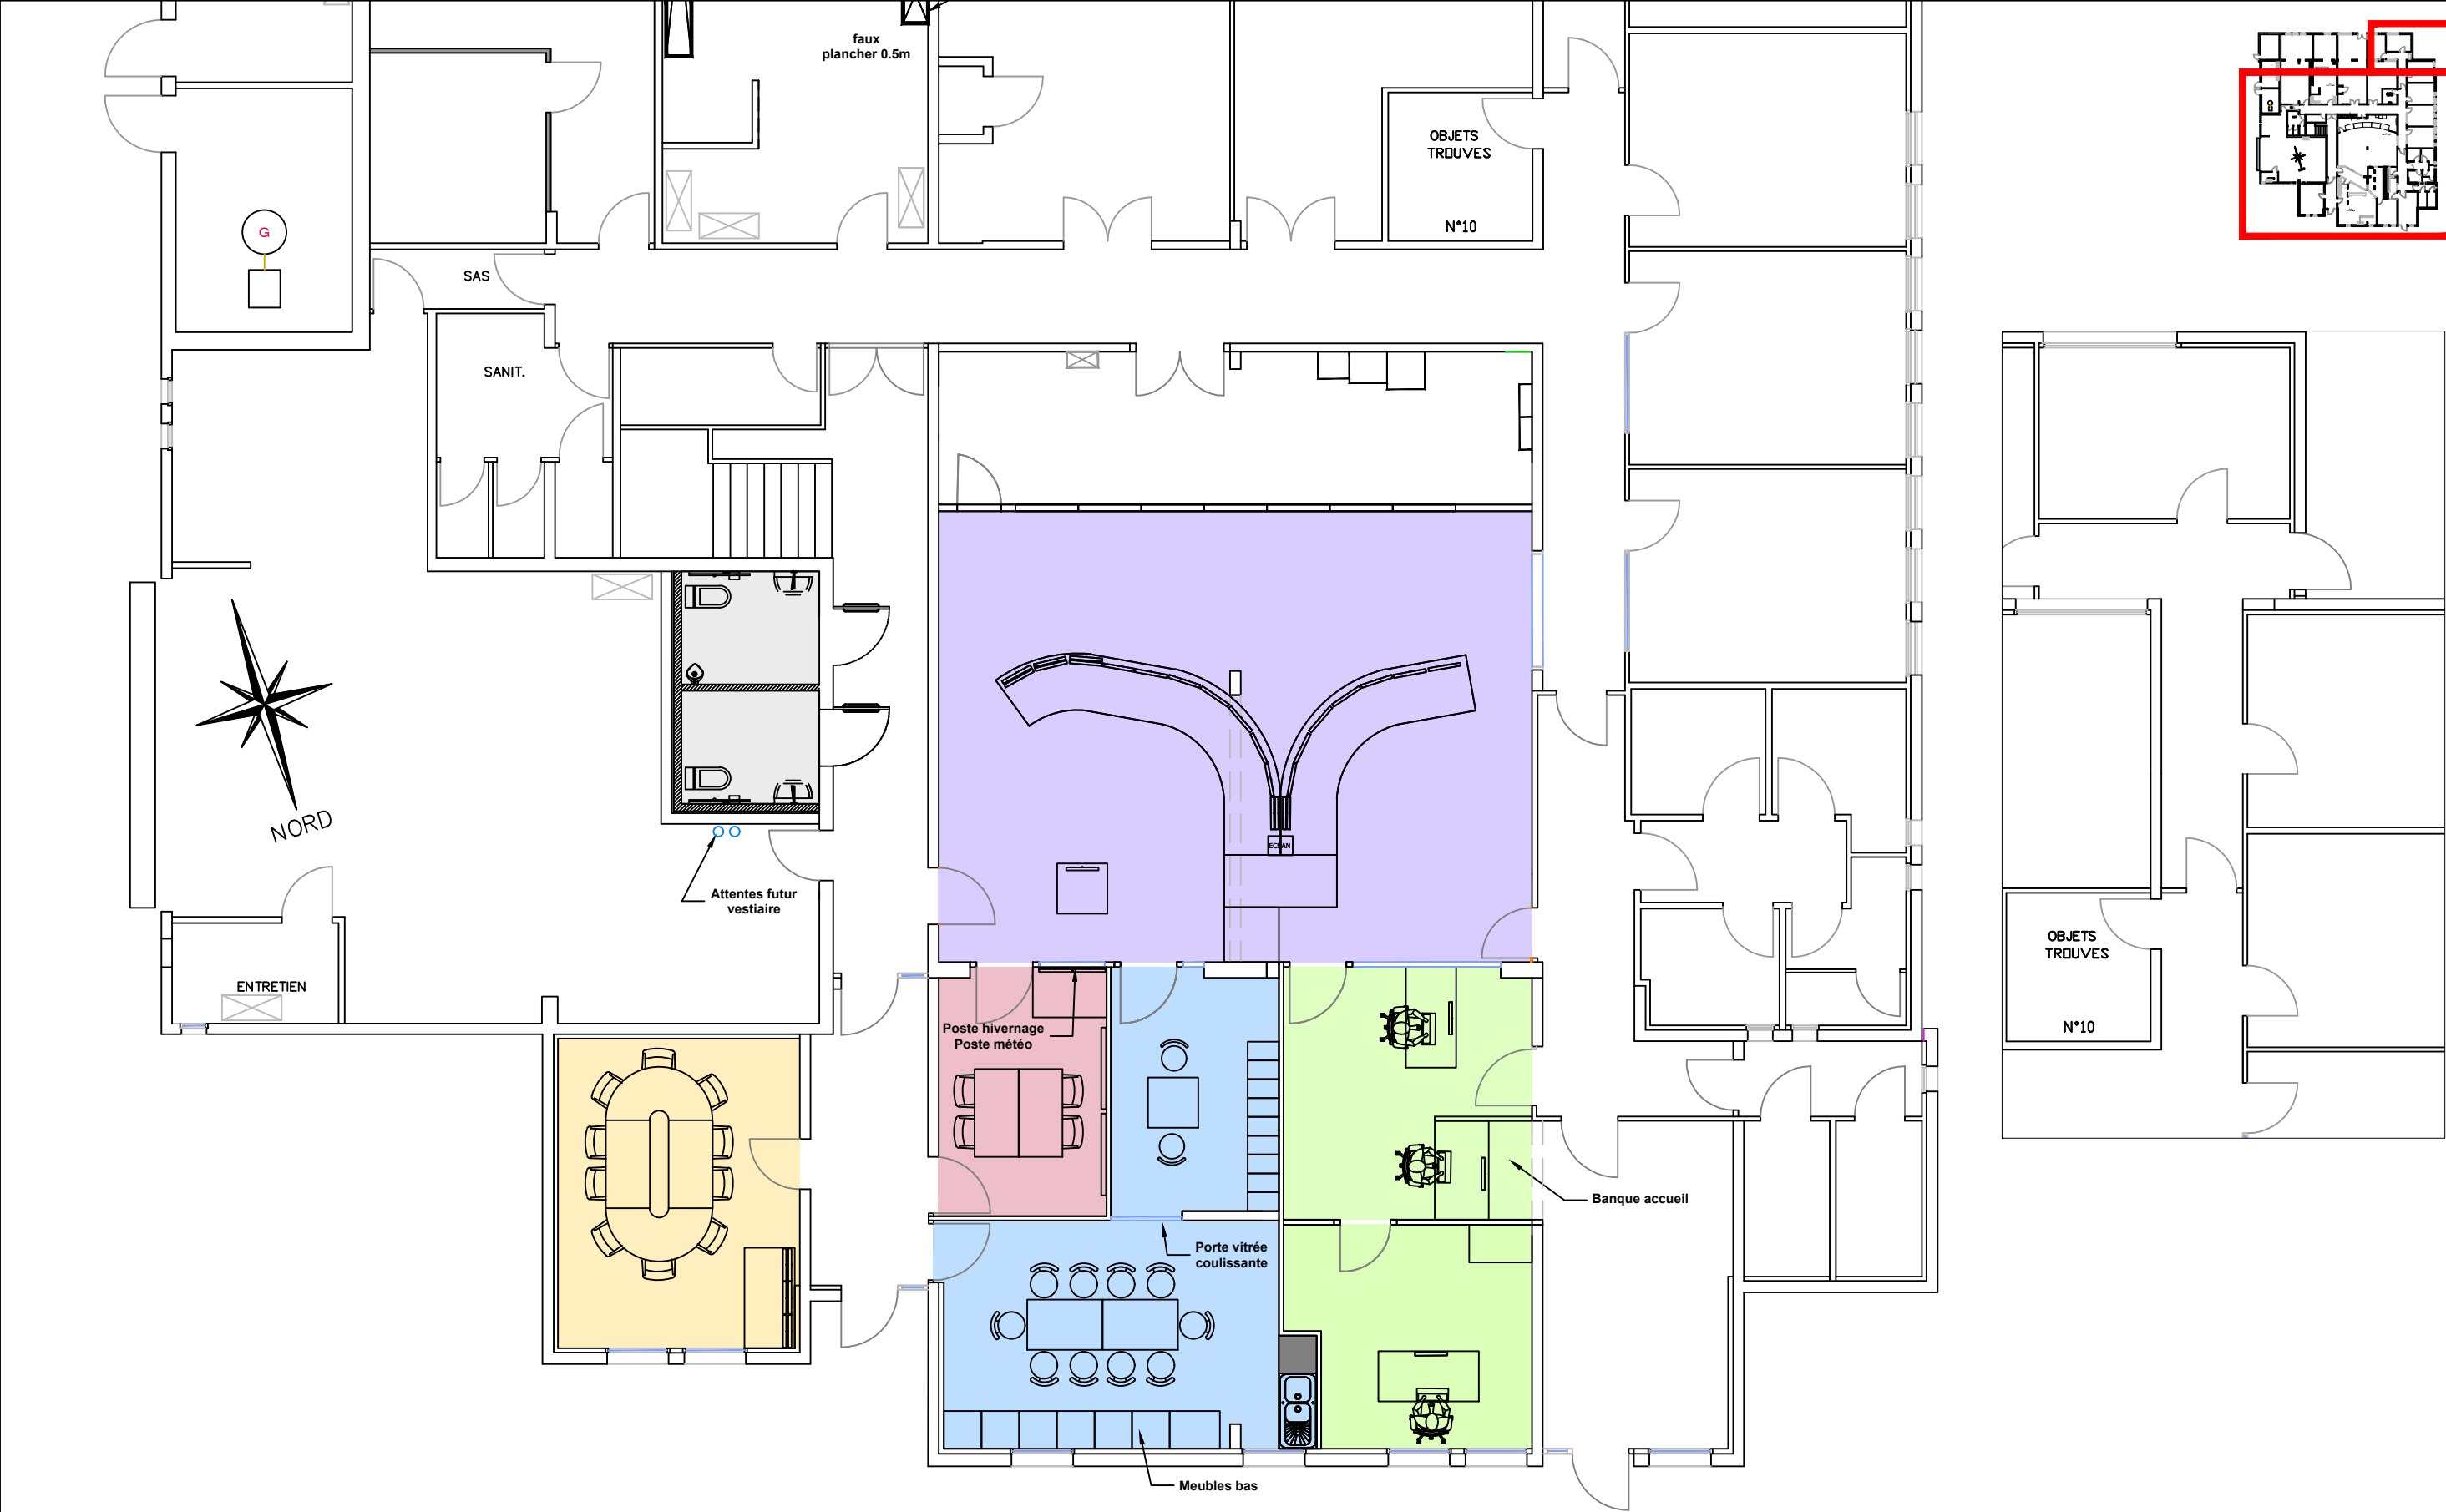 faux
plancher 0.5m
OBJETS
TROUVES
N°10
G
SAS
SANIT.
NORD
ECRAN
Attentes futur
vestiaire
ENTRETIEN
Poste hivernage
Poste météo
OBJETS
TROUVES
N°10
Banque accueil
Porte vitrée
coulissante
Meubles bas